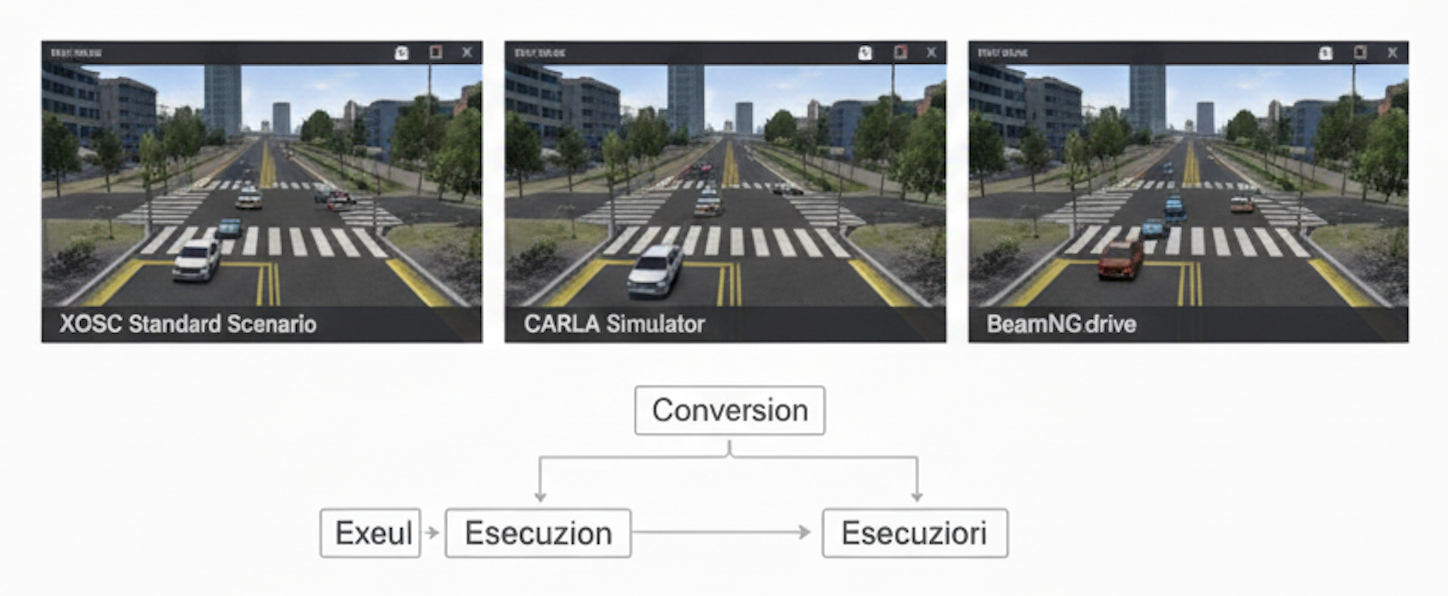 XOSC Standard Scenario
CARLA Simulator
BeamNG.drive
Conversion
Exeul
Esecuzion
Esecuziori